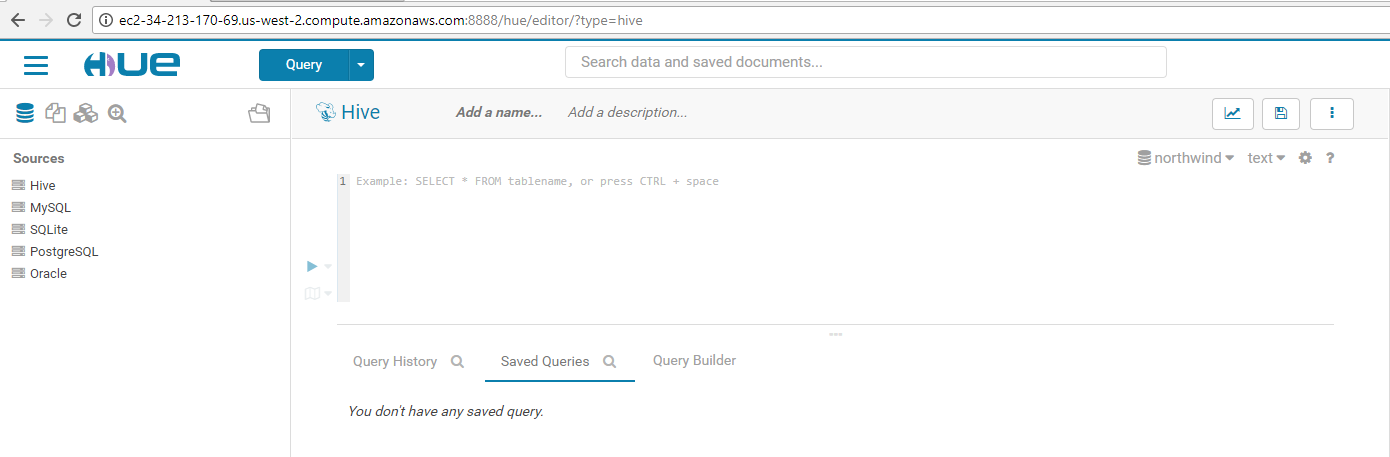 ec2-34-213-170-69.us-west-2.compute.amazonaws.com:8888/hue/editor/?type=hive
HUE Query Search data and saved documents...
Hive Add a name... Add a description...
Sources
northwind text ?
Hive
1 Example: SELECT * FROM tablename, or press CTRL + space
MySQL
SQLite
PostgreSQL
Oracle
Query History Saved Queries Query Builder
You don't have any saved query.